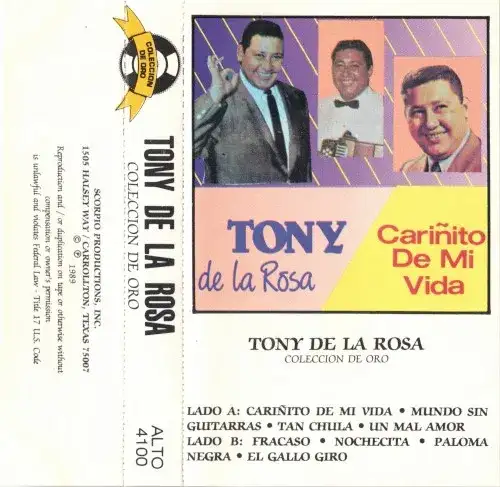 COLECCION
DE ORO
TONY DE LA ROSA
COLECCION DE ORO
ALTO
4100
SCORPIO PRODUCTIONS, INC.
1505 HALSEY WAY / CARROLLTON, TEXAS 75007
© ℗ 1989
Reproduction and / or duplication on tape or otherwise without
compensation or owner's permission
is unlawful and violates Federal Law - Title 17 U.S. Code
TONY
de la Rosa
Cariñito
De Mi
Vida
TONY DE LA ROSA
COLECCION DE ORO
LADO A: CARIÑITO DE MI VIDA • MUNDO SIN
GUITARRAS • TAN CHULA • UN MAL AMOR
LADO B: FRACASO • NOCHECITA • PALOMA
NEGRA • EL GALLO GIRO